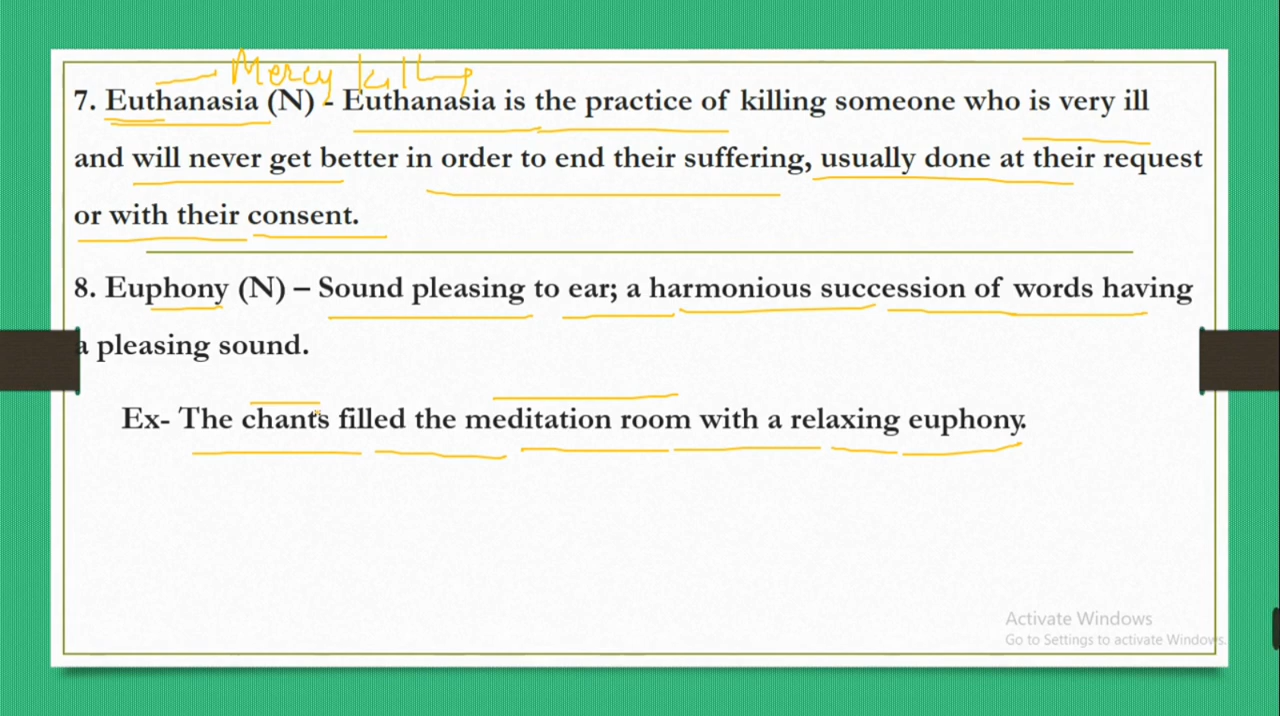 Mercy killing
7. Euthanasia (N) - Euthanasia is the practice of killing someone who is very ill
and will never get better in order to end their suffering, usually done at their request
or with their consent.
8. Euphony (N) – Sound pleasing to ear; a harmonious succession of words having
a pleasing sound.
Ex- The chants filled the meditation room with a relaxing euphony.
Activate Windows
Go to Settings to activate Windows.